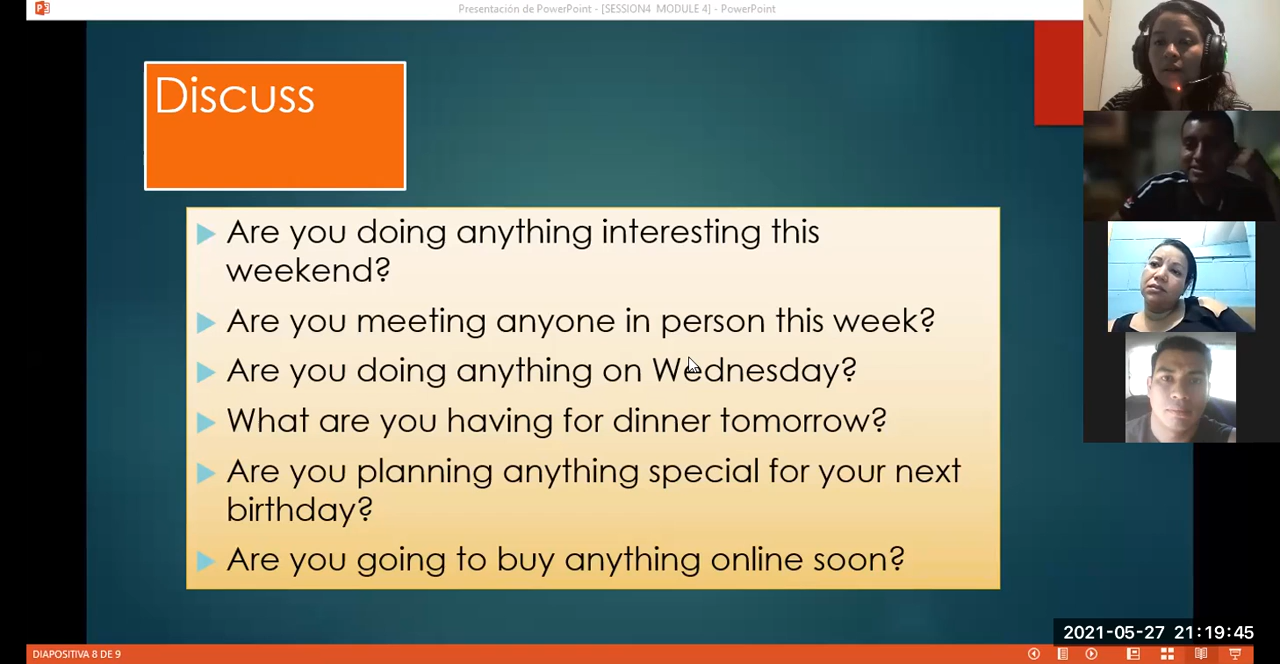 Presentación de PowerPoint - [SESSION4 MODULE 4] - PowerPoint
Discuss
Are you doing anything interesting this
weekend?
Are you meeting anyone in person this week?
Are you doing anything on Wednesday?
What are you having for dinner tomorrow?
Are you planning anything special for your next
birthday?
Are you going to buy anything online soon?
2021-05-27 21:19:45
DIAPOSITIVA 8 DE 9